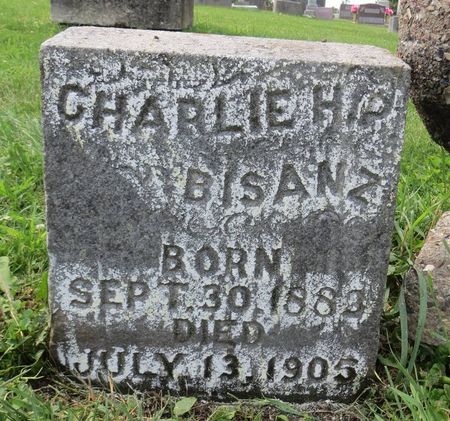 CHARLIE H.P.
BISANZ
BORN
SEPT. 30, 1883
DIED
JULY 13, 1905